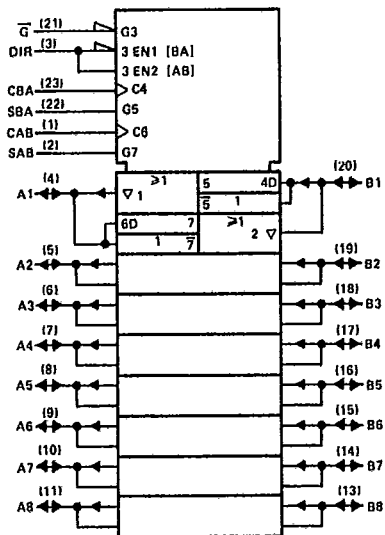 G̅ (21) G3
DIR (3) 3 EN1 [BA]
3 EN2 [AB]
CBA (23) C4
SBA (22) G5
CAB (1) C6
SAB (2) G7
A1 (4) ≥1 ▽ 1 5 4D (20) B1
5̅ 1
6D 7 ≥1
1 7̅ 2 ▽
A2 (5) (19) B2
A3 (6) (18) B3
A4 (7) (17) B4
A5 (8) (16) B5
A6 (9) (15) B6
A7 (10) (14) B7
A8 (11) (13) B8